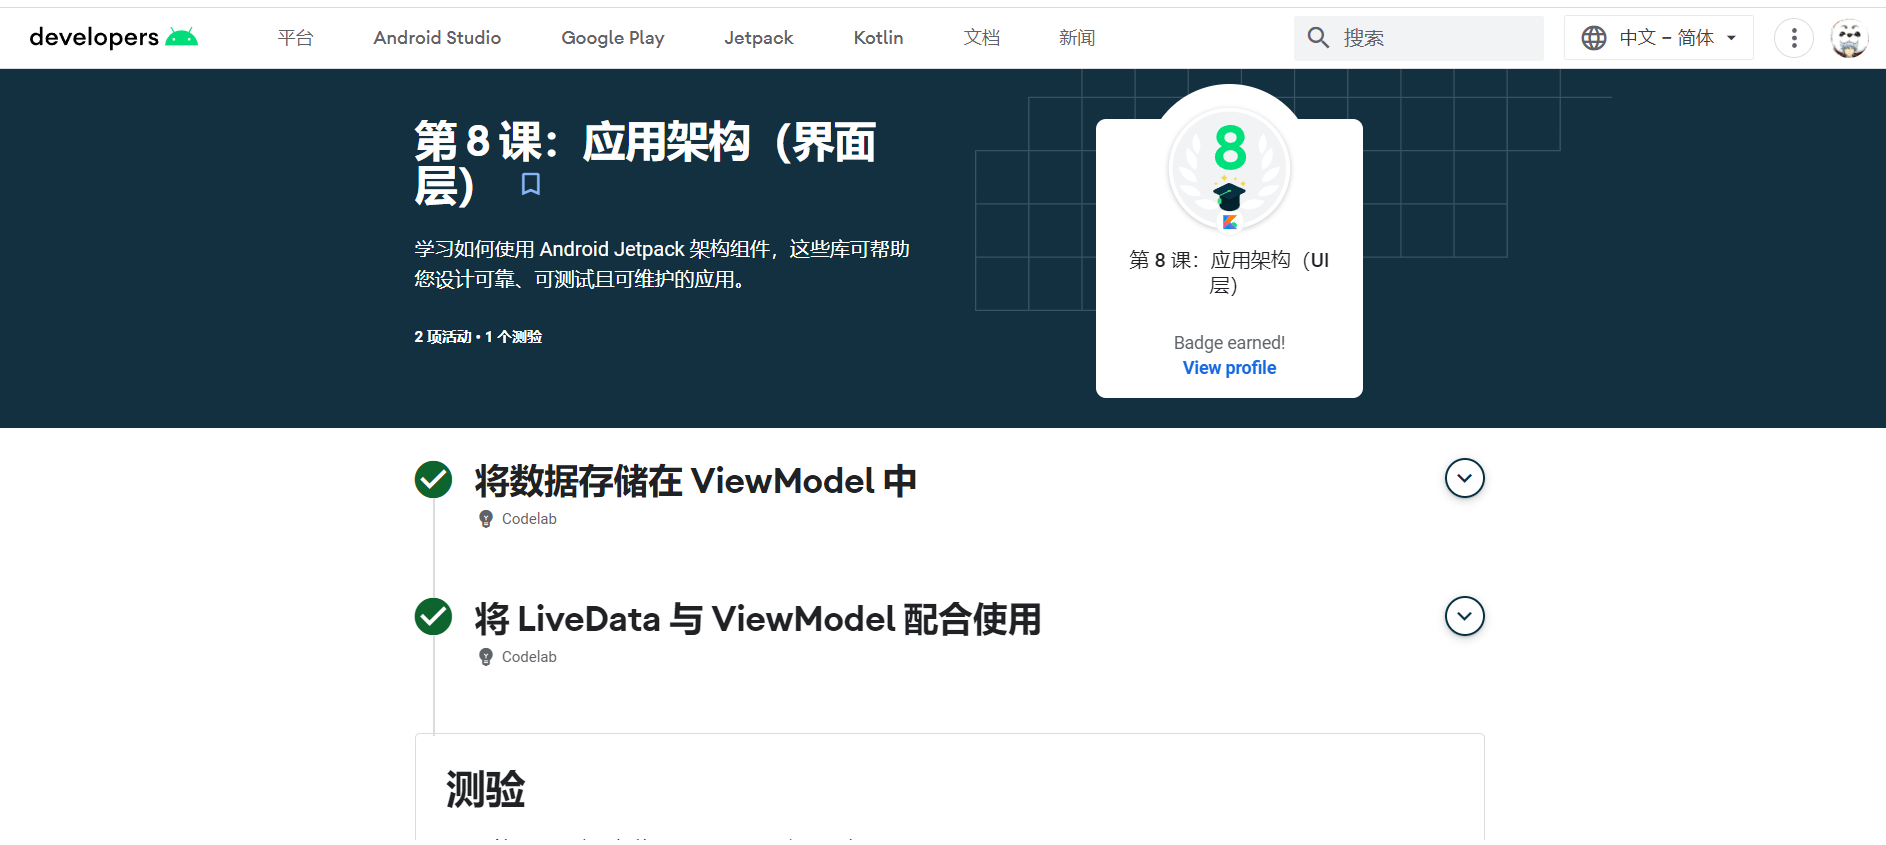 developers 平台 Android Studio Google Play Jetpack Kotlin 文档 新闻 搜索 中文 – 简体
第 8 课：应用架构（界面
层）
学习如何使用 Android Jetpack 架构组件，这些库可帮助
您设计可靠、可测试且可维护的应用。
2 项活动 • 1 个测验
8
第 8 课：应用架构（UI
层）
Badge earned!
View profile
将数据存储在 ViewModel 中
Codelab
将 LiveData 与 ViewModel 配合使用
Codelab
测验